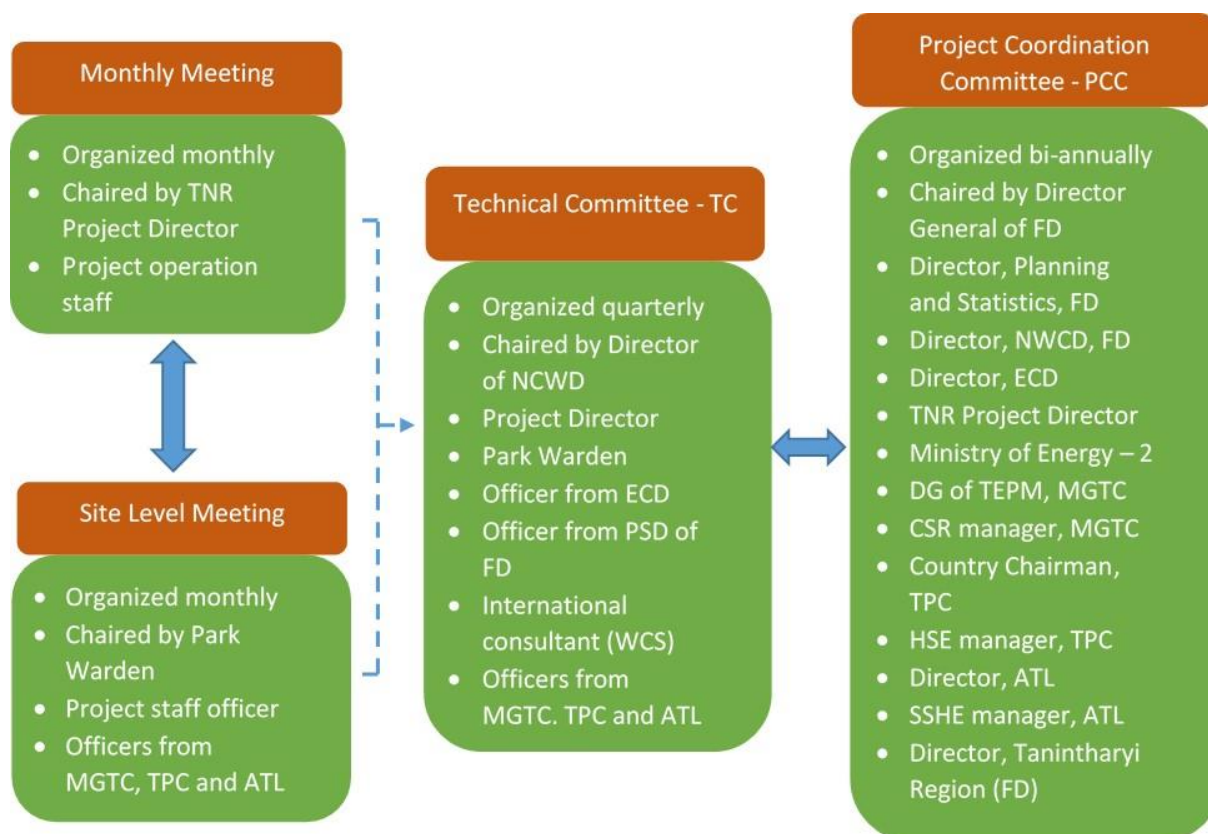 Monthly Meeting
• Organized monthly
• Chaired by TNR
Project Director
• Project operation
staff
Site Level Meeting
• Organized monthly
• Chaired by Park
Warden
• Project staff officer
• Officers from
MGTC, TPC and ATL
Technical Committee - TC
• Organized quarterly
• Chaired by Director
of NCWD
• Project Director
• Park Warden
• Officer from ECD
• Officer from PSD of
FD
• International
consultant (WCS)
• Officers from
MGTC. TPC and ATL
Project Coordination
Committee - PCC
• Organized bi-annually
• Chaired by Director
General of FD
• Director, Planning
and Statistics, FD
• Director, NWCD, FD
• Director, ECD
• TNR Project Director
• Ministry of Energy – 2
• DG of TEPM, MGTC
• CSR manager, MGTC
• Country Chairman,
TPC
• HSE manager, TPC
• Director, ATL
• SSHE manager, ATL
• Director, Tanintharyi
Region (FD)